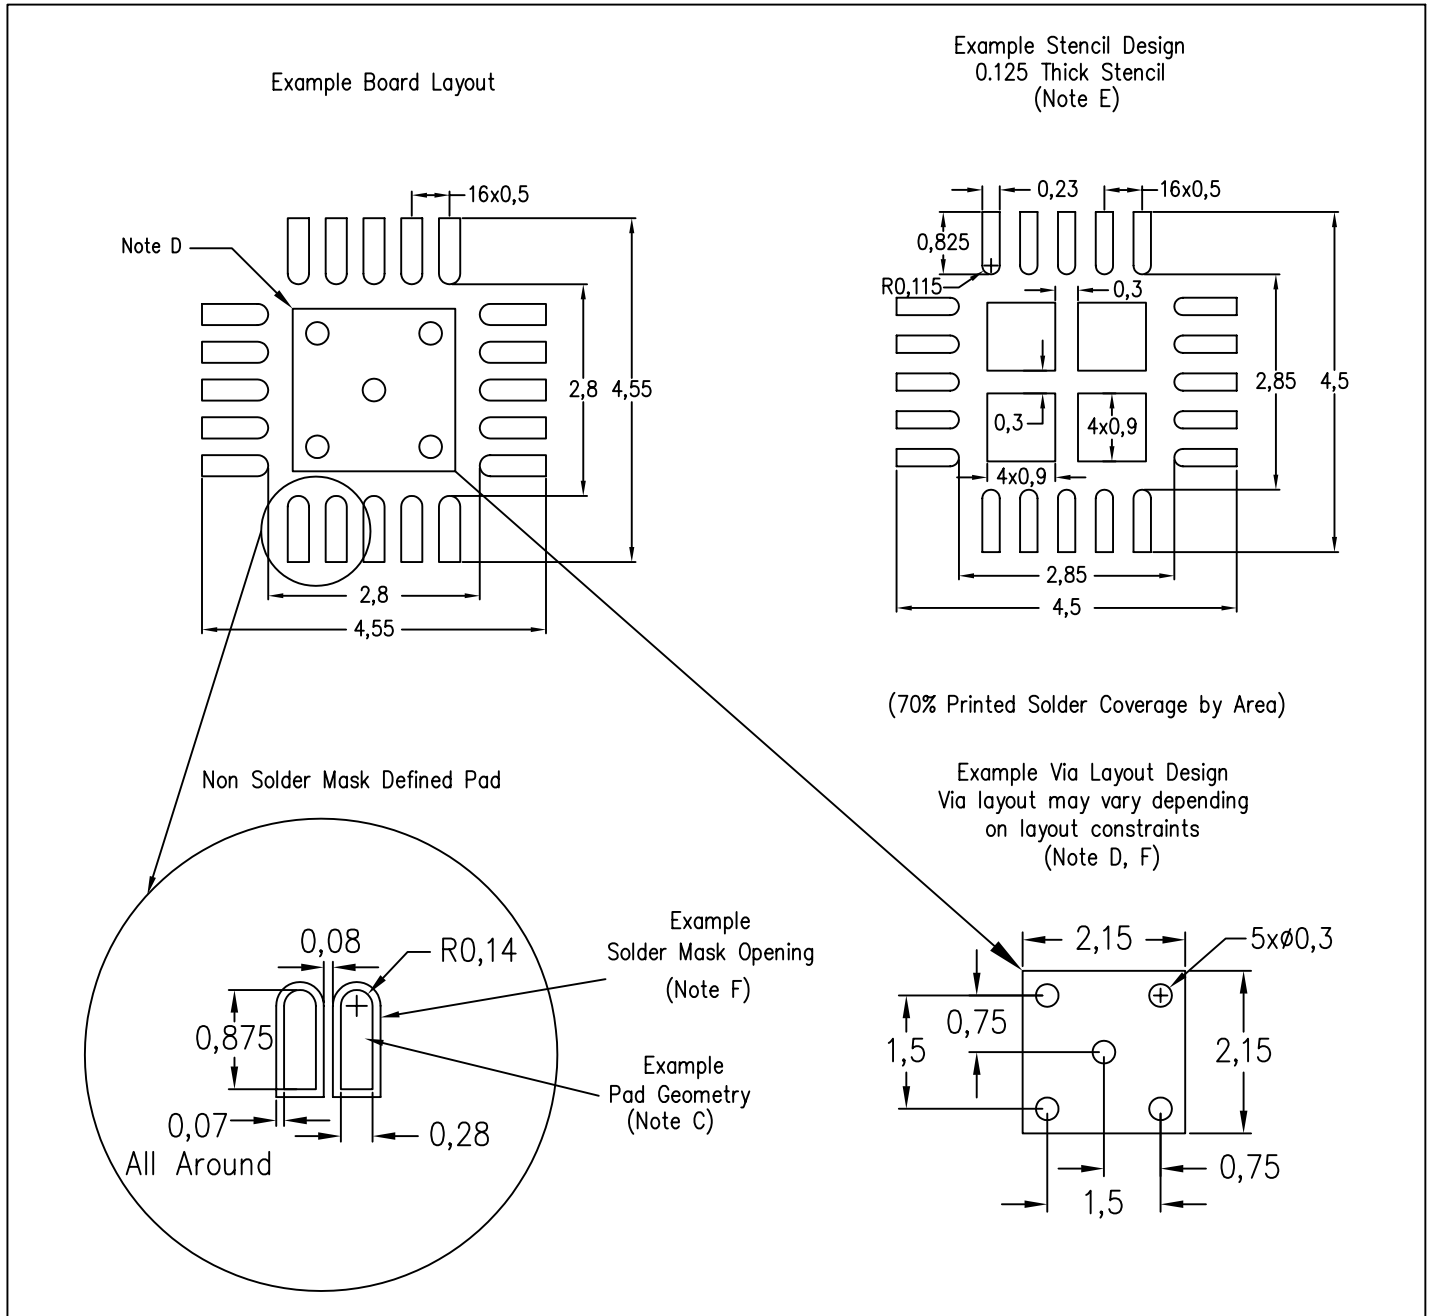 Example Board Layout
16x0,5
Note D
2,8
4,55
2,8
4,55
Example Stencil Design
0.125 Thick Stencil
(Note E)
0,23
16x0,5
0,825
R0,115
0,3
2,85
4,5
0,3
4x0,9
4x0,9
2,85
4,5
(70% Printed Solder Coverage by Area)
Non Solder Mask Defined Pad
0,08
R0,14
Example
Solder Mask Opening
(Note F)
0,875
Example
Pad Geometry
(Note C)
0,07
All Around
0,28
Example Via Layout Design
Via layout may vary depending
on layout constraints
(Note D, F)
2,15
5xø0,3
0,75
1,5
2,15
0,75
1,5